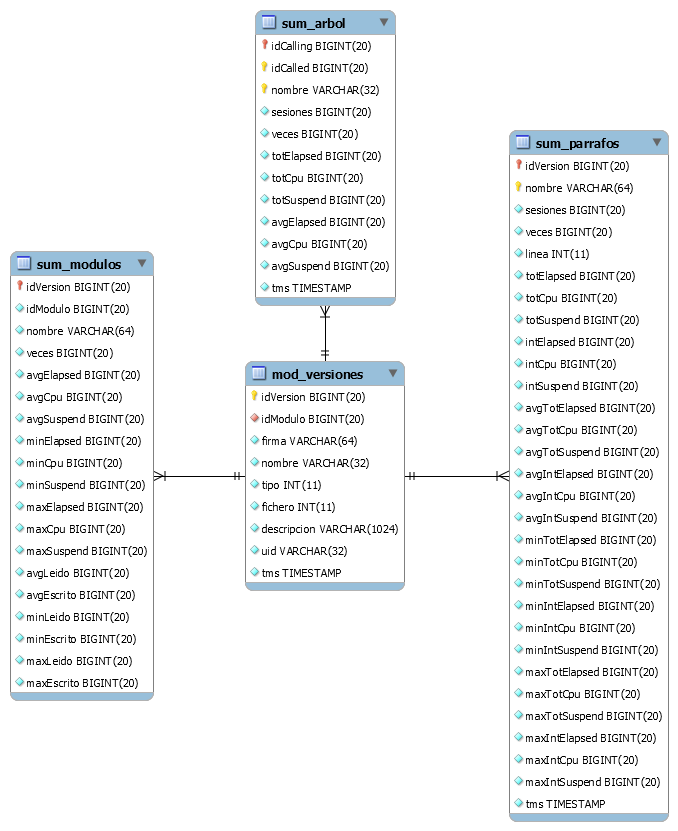 sum_arbol
idCalling BIGINT(20)
idCalled BIGINT(20)
nombre VARCHAR(32)
sesiones BIGINT(20)
veces BIGINT(20)
totElapsed BIGINT(20)
totCpu BIGINT(20)
totSuspend BIGINT(20)
avgElapsed BIGINT(20)
avgCpu BIGINT(20)
avgSuspend BIGINT(20)
tms TIMESTAMP
sum_modulos
idVersion BIGINT(20)
idModulo BIGINT(20)
nombre VARCHAR(64)
veces BIGINT(20)
avgElapsed BIGINT(20)
avgCpu BIGINT(20)
avgSuspend BIGINT(20)
minElapsed BIGINT(20)
minCpu BIGINT(20)
minSuspend BIGINT(20)
maxElapsed BIGINT(20)
maxCpu BIGINT(20)
maxSuspend BIGINT(20)
avgLeido BIGINT(20)
avgEscrito BIGINT(20)
minLeido BIGINT(20)
minEscrito BIGINT(20)
maxLeido BIGINT(20)
maxEscrito BIGINT(20)
mod_versiones
idVersion BIGINT(20)
idModulo BIGINT(20)
firma VARCHAR(64)
nombre VARCHAR(32)
tipo INT(11)
fichero INT(11)
descripcion VARCHAR(1024)
uid VARCHAR(32)
tms TIMESTAMP
sum_parrafos
idVersion BIGINT(20)
nombre VARCHAR(64)
sesiones BIGINT(20)
veces BIGINT(20)
linea INT(11)
totElapsed BIGINT(20)
totCpu BIGINT(20)
totSuspend BIGINT(20)
intElapsed BIGINT(20)
intCpu BIGINT(20)
intSuspend BIGINT(20)
avgTotElapsed BIGINT(20)
avgTotCpu BIGINT(20)
avgTotSuspend BIGINT(20)
avgIntElapsed BIGINT(20)
avgIntCpu BIGINT(20)
avgIntSuspend BIGINT(20)
minTotElapsed BIGINT(20)
minTotCpu BIGINT(20)
minTotSuspend BIGINT(20)
minIntElapsed BIGINT(20)
minIntCpu BIGINT(20)
minIntSuspend BIGINT(20)
maxTotElapsed BIGINT(20)
maxTotCpu BIGINT(20)
maxTotSuspend BIGINT(20)
maxIntElapsed BIGINT(20)
maxIntCpu BIGINT(20)
maxIntSuspend BIGINT(20)
tms TIMESTAMP